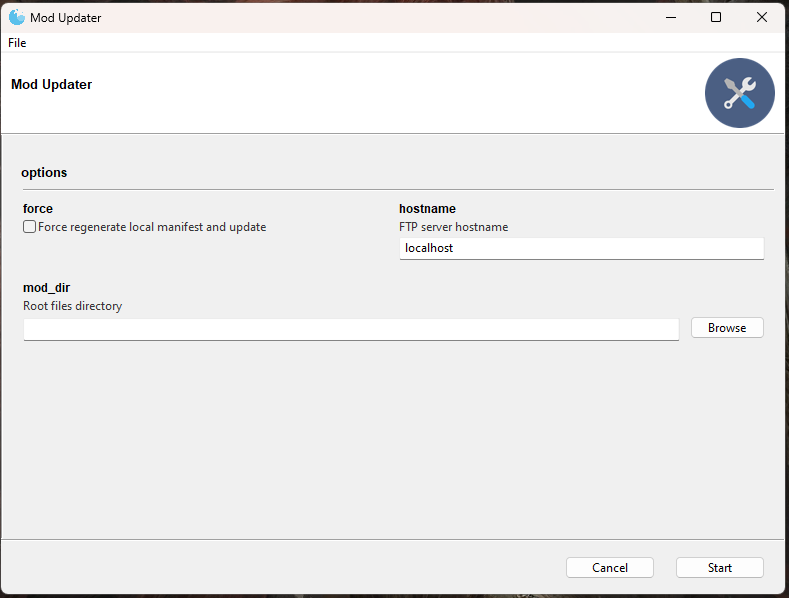 Mod Updater
File
Mod Updater
options
force
Force regenerate local manifest and update
hostname
FTP server hostname
localhost
mod_dir
Root files directory
Browse
Cancel
Start